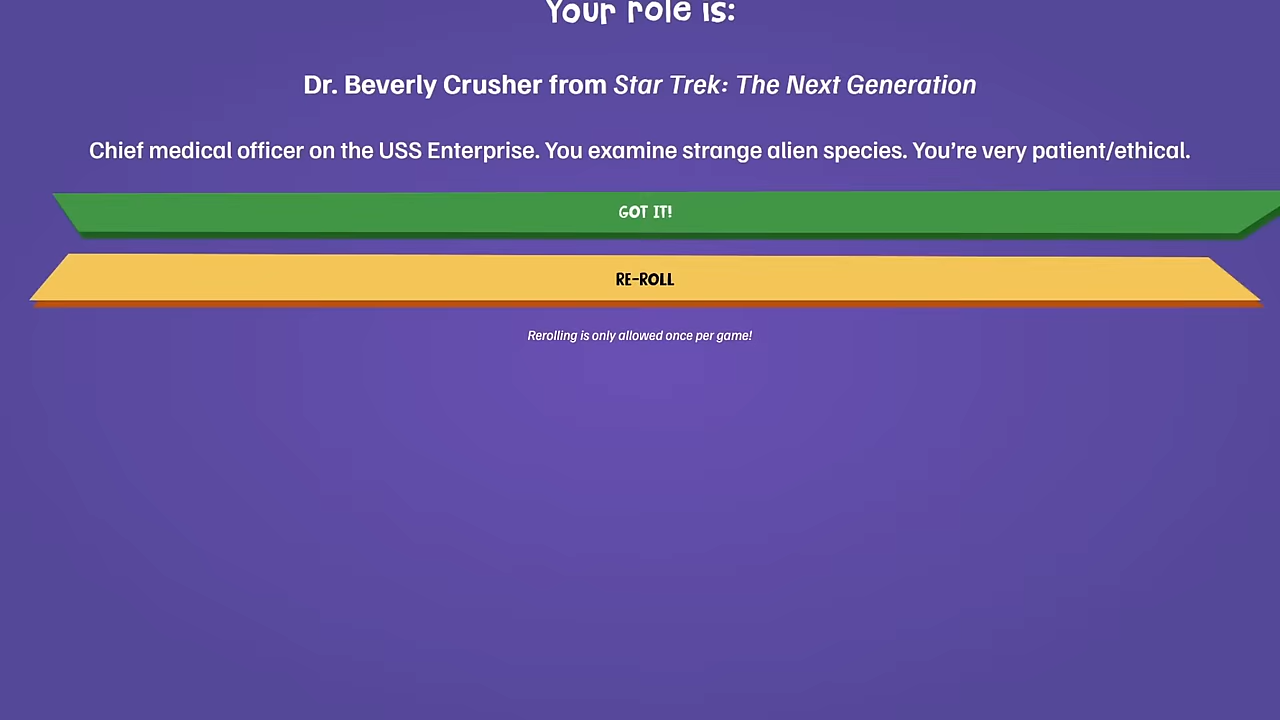 Your role is:
Dr. Beverly Crusher from Star Trek: The Next Generation
Chief medical officer on the USS Enterprise. You examine strange alien species. You’re very patient/ethical.
GOT IT!
RE-ROLL
Rerolling is only allowed once per game!